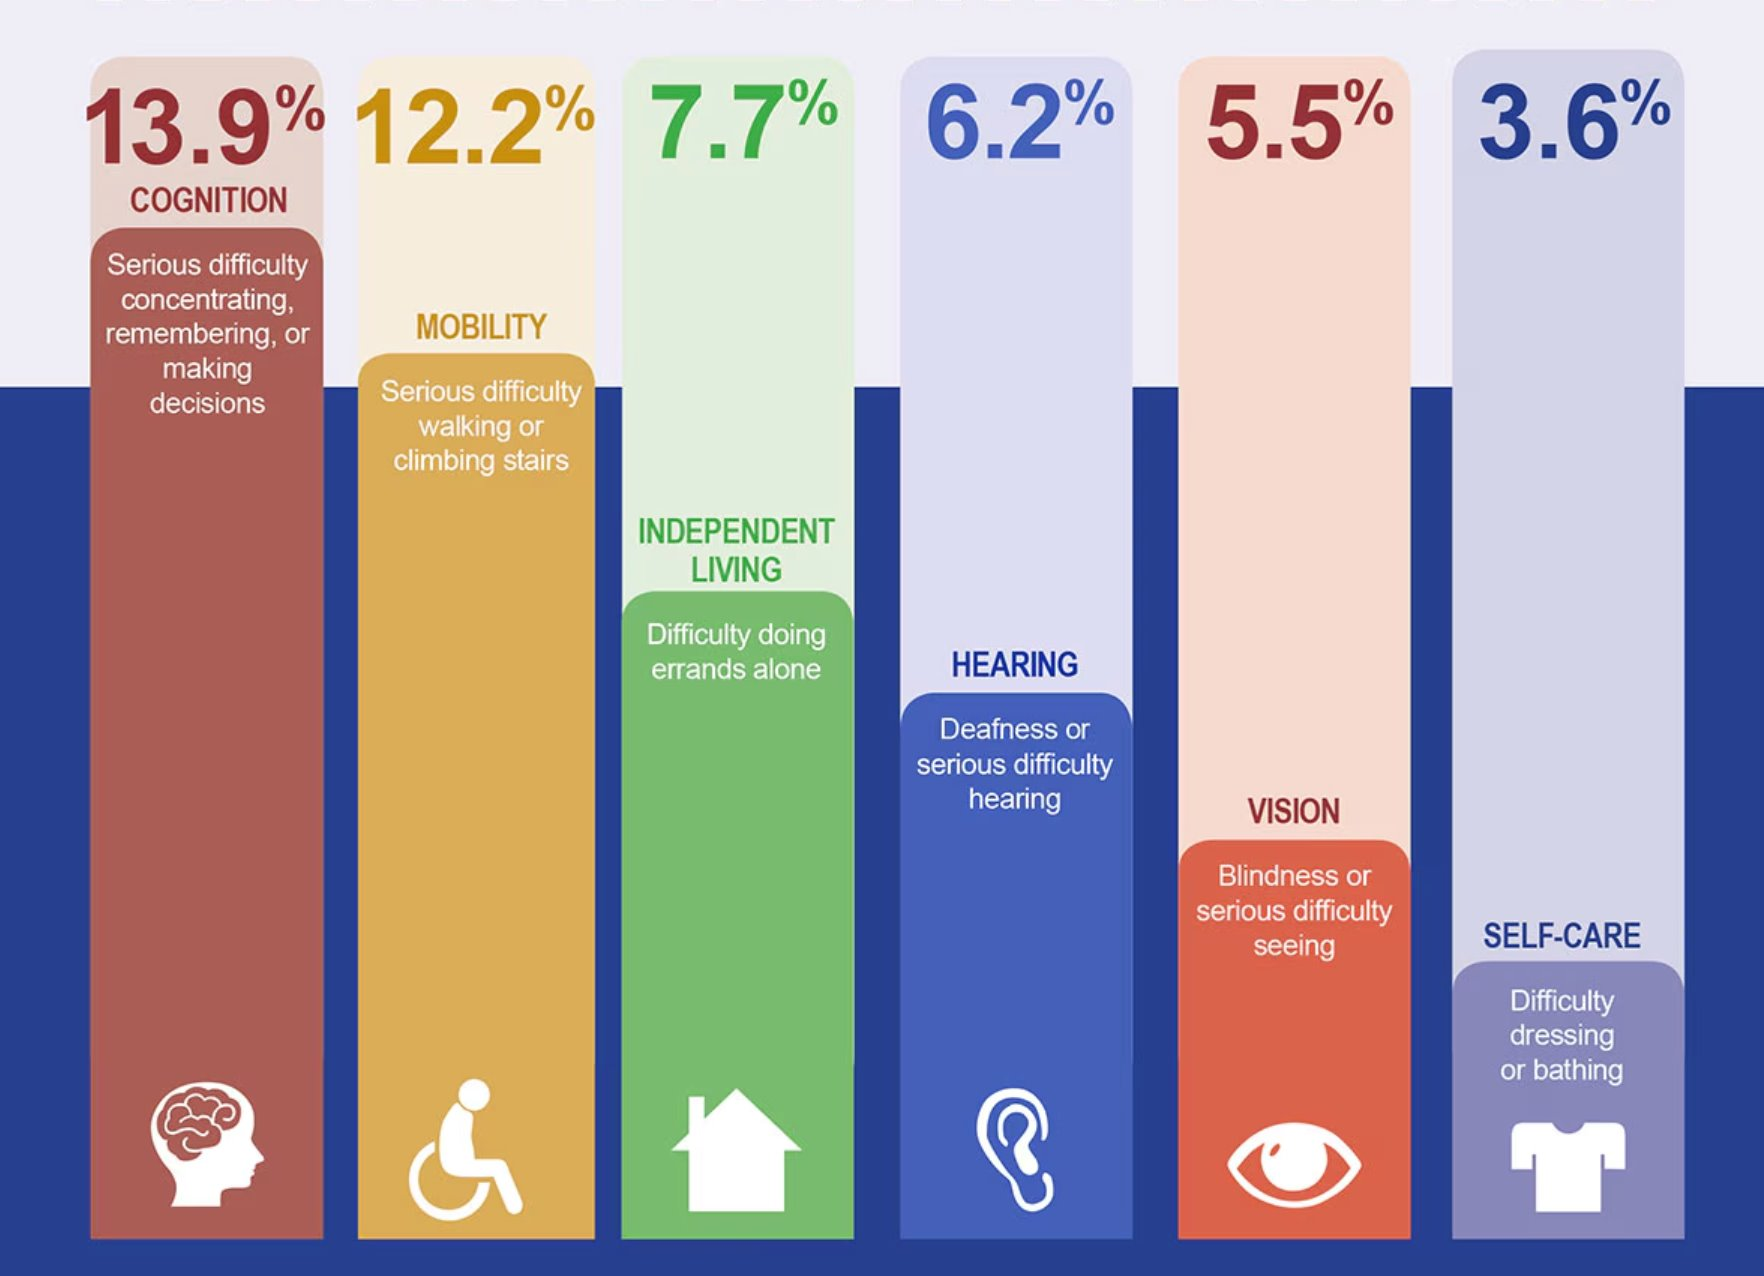 13.9%
COGNITION
Serious difficulty
concentrating,
remembering, or
making
decisions
12.2%
MOBILITY
Serious difficulty
walking or
climbing stairs
7.7%
INDEPENDENT
LIVING
Difficulty doing
errands alone
6.2%
HEARING
Deafness or
serious difficulty
hearing
5.5%
VISION
Blindness or
serious difficulty
seeing
3.6%
SELF-CARE
Difficulty
dressing
or bathing